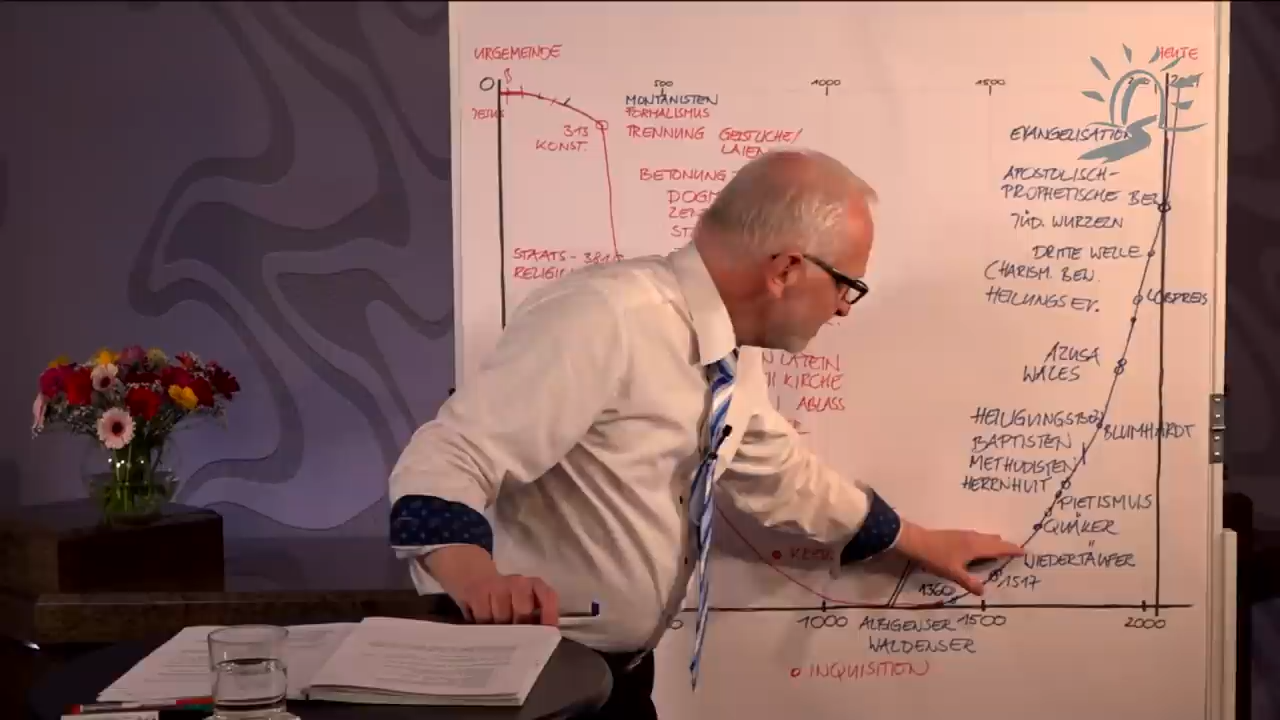 URGEMEINDE
HEUTE
0
500
1000
1500
JESUS
MONTANISTEN
FORMALISMUS
313
KONST.
TRENNUNG GEISTLICHE/
LAIEN
BETONUNG
STAATS - 381
EVANGELISATION
APOSTOLISCH-
PROPHETISCHE BEW
JÜD. WURZELN
DRITTE WELLE
CHARISM. BEW.
HEILUNGSEV.
LOBPREIS
AZUSA
WALES
LATEIN
KIRCHE
ABLASS
HEILIGUNGSBEW
BLUMHARDT
BAPTISTEN
METHODISTEN
HERRNHUT
PIETISMUS
QUÄKER
WIEDERTÄUFER
1517
1360
1000
ALBIGENSER
1500
2000
WALDENSER
INQUISITION